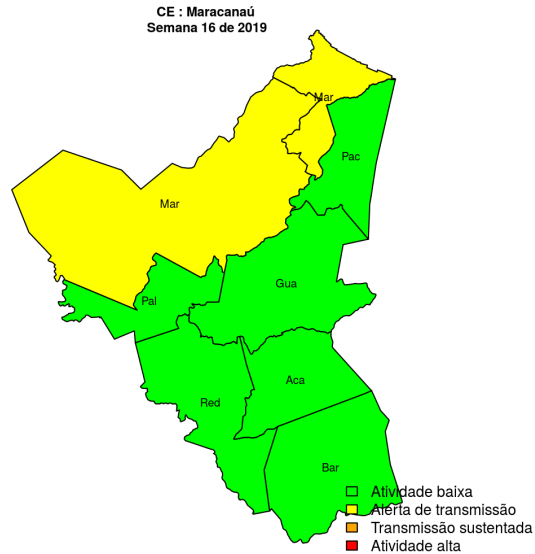 CE : Maracanaú
Semana 16 de 2019
Mar
Pac
Mar
Gua
Pal
Aca
Red
Bar
Atividade baixa
Alerta de transmissão
Transmissão sustentada
Atividade alta